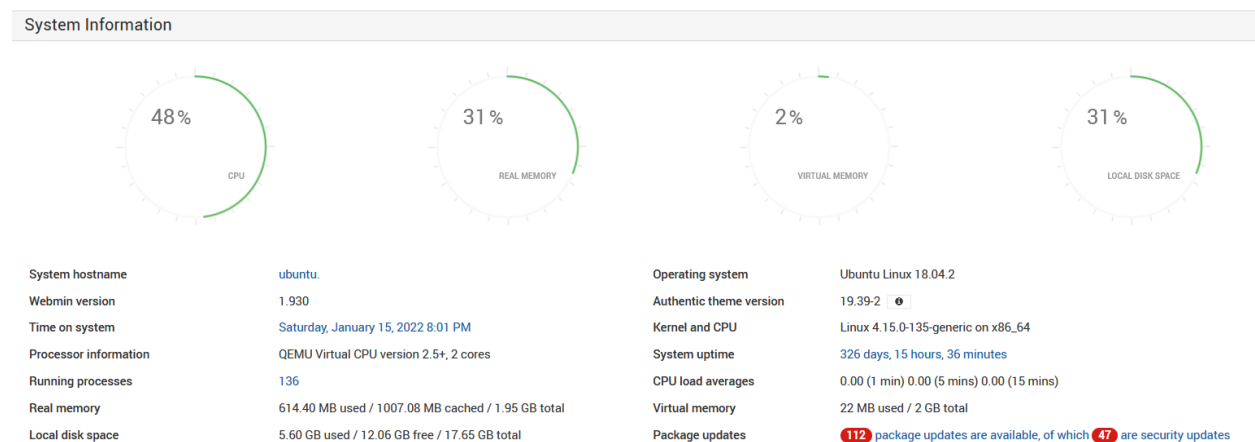 System Information
48%
CPU
31%
REAL MEMORY
2%
VIRTUAL MEMORY
31%
LOCAL DISK SPACE
System hostname ubuntu.
Operating system Ubuntu Linux 18.04.2
Webmin version 1.930
Authentic theme version 19.39-2
Time on system Saturday, January 15, 2022 8:01 PM
Kernel and CPU Linux 4.15.0-135-generic on x86_64
Processor information QEMU Virtual CPU version 2.5+, 2 cores
System uptime 326 days, 15 hours, 36 minutes
Running processes 136
CPU load averages 0.00 (1 min) 0.00 (5 mins) 0.00 (15 mins)
Real memory 614.40 MB used / 1007.08 MB cached / 1.95 GB total
Virtual memory 22 MB used / 2 GB total
Local disk space 5.60 GB used / 12.06 GB free / 17.65 GB total
Package updates 112 package updates are available, of which 47 are security updates